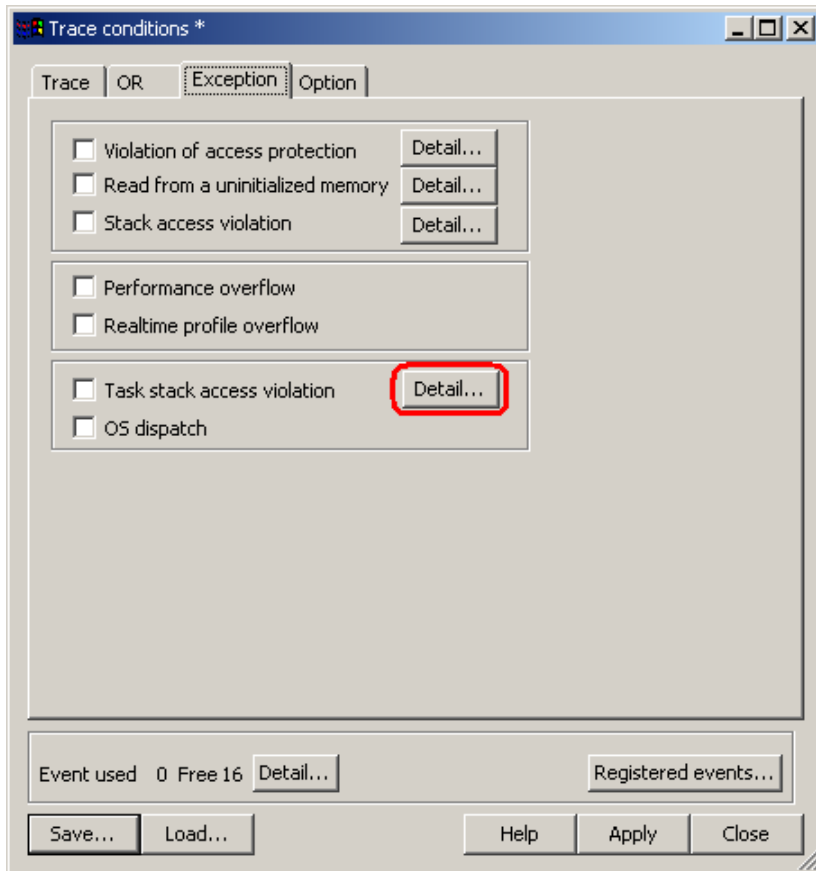 Trace conditions *
Trace OR Exception Option
Violation of access protection Detail...
Read from a uninitialized memory Detail...
Stack access violation Detail...
Performance overflow
Realtime profile overflow
Task stack access violation Detail...
OS dispatch
Event used 0 Free 16 Detail... Registered events...
Save... Load... Help Apply Close